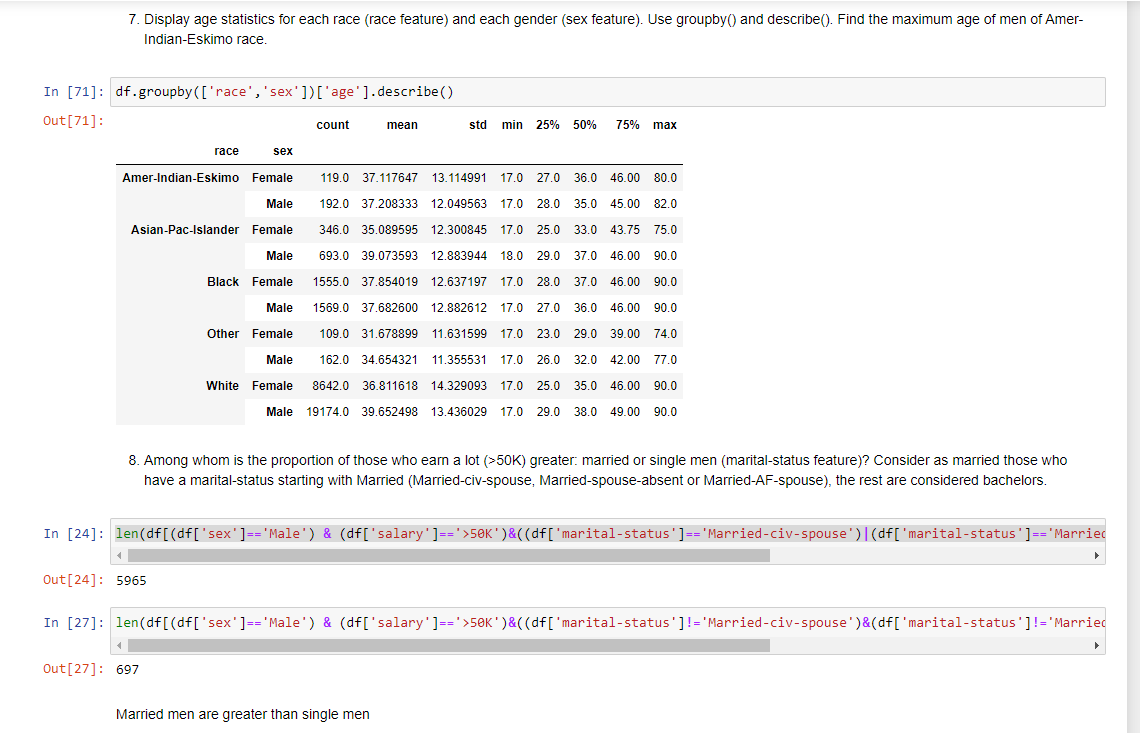 7. Display age statistics for each race (race feature) and each gender (sex feature). Use groupby() and describe(). Find the maximum age of men of Amer-
Indian-Eskimo race.
In [71]: df.groupby(['race','sex'])['age'].describe()
Out[71]:
count mean std min 25% 50% 75% max
race sex
Amer-Indian-Eskimo Female 119.0 37.117647 13.114991 17.0 27.0 36.0 46.00 80.0
Male 192.0 37.208333 12.049563 17.0 28.0 35.0 45.00 82.0
Asian-Pac-Islander Female 346.0 35.089595 12.300845 17.0 25.0 33.0 43.75 75.0
Male 693.0 39.073593 12.883944 18.0 29.0 37.0 46.00 90.0
Black Female 1555.0 37.854019 12.637197 17.0 28.0 37.0 46.00 90.0
Male 1569.0 37.682600 12.882612 17.0 27.0 36.0 46.00 90.0
Other Female 109.0 31.678899 11.631599 17.0 23.0 29.0 39.00 74.0
Male 162.0 34.654321 11.355531 17.0 26.0 32.0 42.00 77.0
White Female 8642.0 36.811618 14.329093 17.0 25.0 35.0 46.00 90.0
Male 19174.0 39.652498 13.436029 17.0 29.0 38.0 49.00 90.0
8. Among whom is the proportion of those who earn a lot (>50K) greater: married or single men (marital-status feature)? Consider as married those who
have a marital-status starting with Married (Married-civ-spouse, Married-spouse-absent or Married-AF-spouse), the rest are considered bachelors.
In [24]: len(df[(df['sex']=='Male') & (df['salary']=='>50K')&((df['marital-status']=='Married-civ-spouse')|(df['marital-status']=='Married
Out[24]: 5965
In [27]: len(df[(df['sex']=='Male') & (df['salary']=='>50K')&((df['marital-status']!='Married-civ-spouse')&(df['marital-status']!='Married
Out[27]: 697
Married men are greater than single men